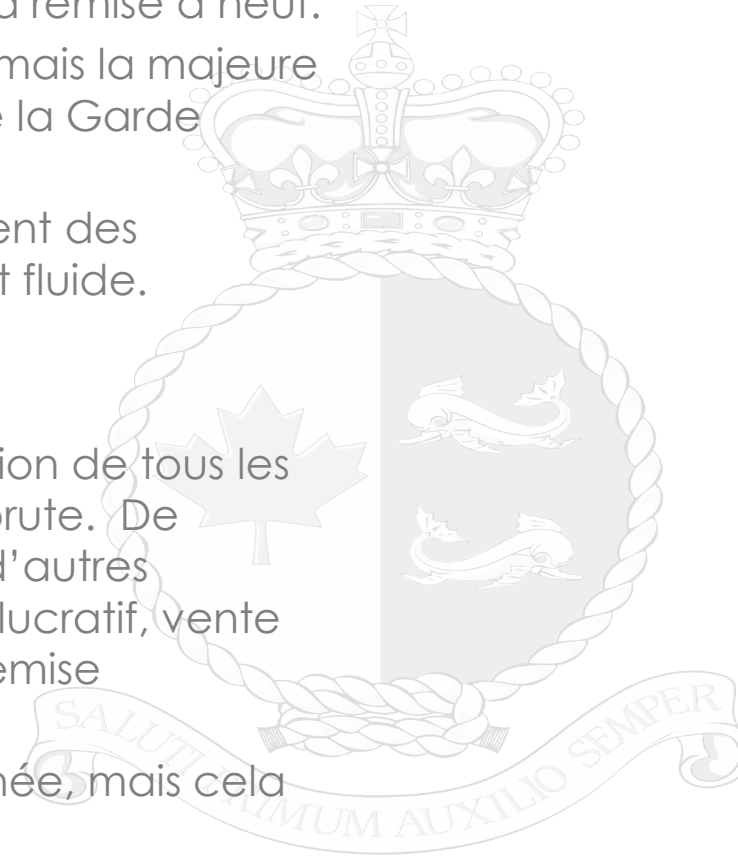 a remise à neuf.
mais la majeure
e la Garde
ent des
t fluide.
ion de tous les
brute. De
d'autres
lucratif, vente
emise
née, mais cela
SALUTI PRIMUM AUXILIO SEMPER